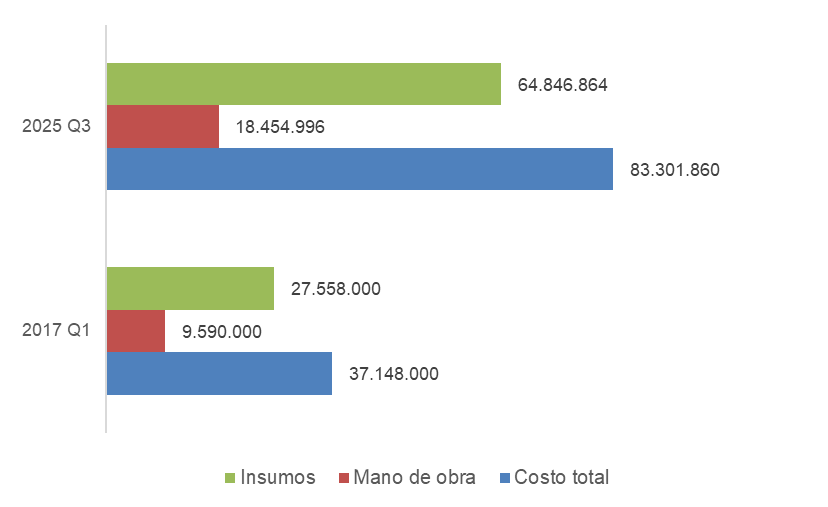 64.846.864
2025 Q3
18.454.996
83.301.860
27.558.000
2017 Q1
9.590.000
37.148.000
Insumos Mano de obra Costo total